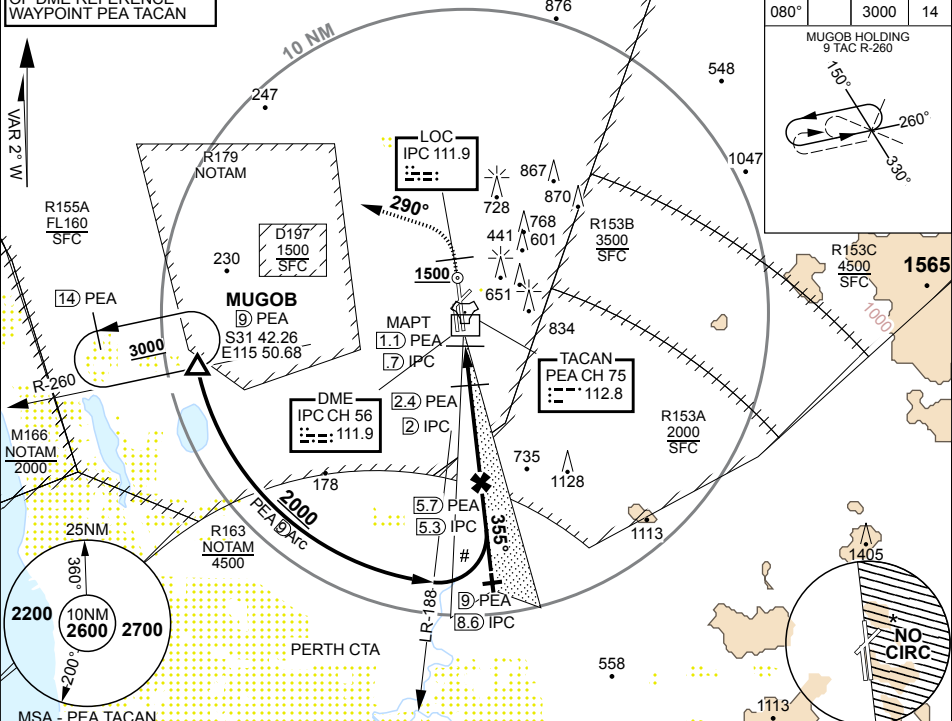 OF DME REFERENCE
WAYPOINT PEA TACAN
VAR 2° W
10 NM
876
247
548
1047
080° 3000 14
MUGOB HOLDING
9 TAC R-260
150°
260°
330°
LOC
IPC 111.9
R179
NOTAM
728
867
870
768
441
601
651
834
290°
1500
R155A
FL160
SFC
D197
1500
SFC
230
R153B
3500
SFC
R153C
4500
SFC
1565
1000
14 PEA
MUGOB
9 PEA
S31 42.26
E115 50.68
3000
R-260
MAPT
1.1 PEA
.7 IPC
TACAN
PEA CH 75
112.8
DME
IPC CH 56
111.9
2.4 PEA
2 IPC
R153A
2000
SFC
M166
NOTAM
2000
178
735
1128
1113
2000
PEA 9 Arc
5.7 PEA
5.3 IPC
355°
#
R163
NOTAM
4500
25NM
360°
2200
10NM
2600
2700
200°
MSA - PEA TACAN
LR-188
9 PEA
8.6 IPC
PERTH CTA
558
1405
*
NO
CIRC
1113